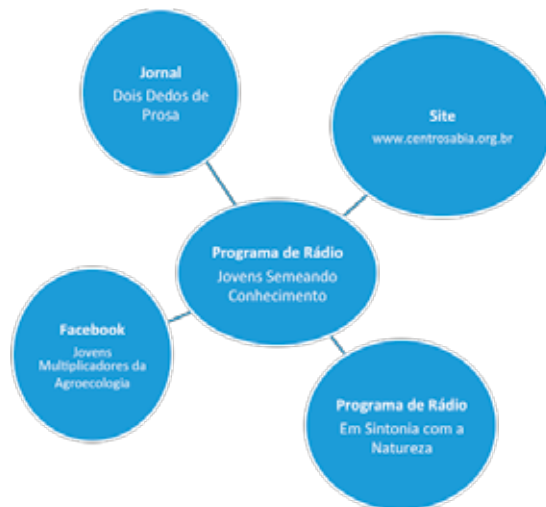 Jornal
Dois Dedos de
Prosa
Site
www.centrosabia.org.br
Programa de Rádio
Jovens Semeando
Conhecimento
Facebook
Jovens
Multiplicadores da
Agroecologia
Programa de Rádio
Em Sintonia com a
Natureza